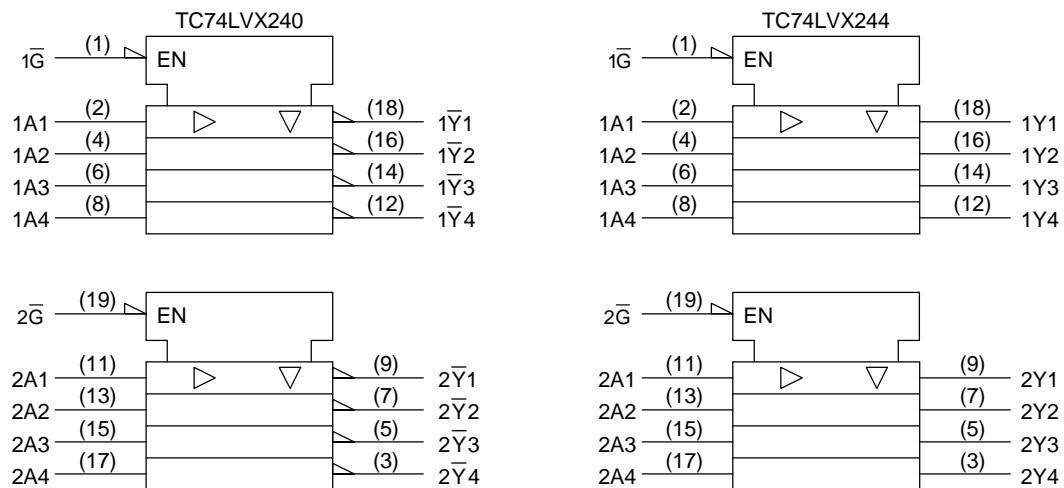 TC74LVX240 TC74LVX244
1G̅ (1) EN 1G̅ (1) EN
1A1 (2) (18) 1Y̅1 1A1 (2) (18) 1Y1
1A2 (4) (16) 1Y̅2 1A2 (4) (16) 1Y2
1A3 (6) (14) 1Y̅3 1A3 (6) (14) 1Y3
1A4 (8) (12) 1Y̅4 1A4 (8) (12) 1Y4
2G̅ (19) EN 2G̅ (19) EN
2A1 (11) (9) 2Y̅1 2A1 (11) (9) 2Y1
2A2 (13) (7) 2Y̅2 2A2 (13) (7) 2Y2
2A3 (15) (5) 2Y̅3 2A3 (15) (5) 2Y3
2A4 (17) (3) 2Y̅4 2A4 (17) (3) 2Y4